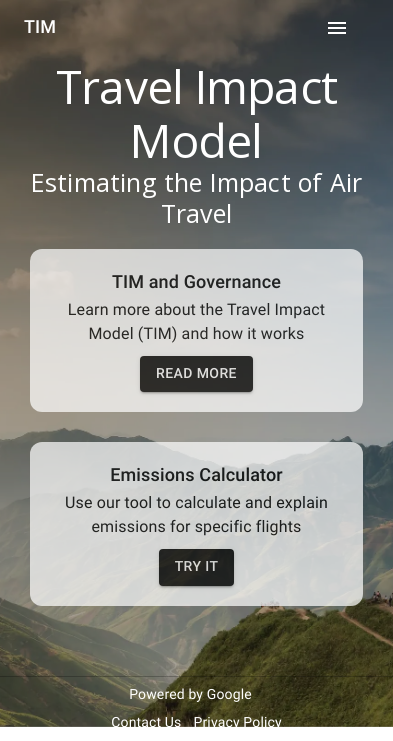 TIM
Travel Impact
Model
Estimating the Impact of Air
Travel
TIM and Governance
Learn more about the Travel Impact
Model (TIM) and how it works
READ MORE
Emissions Calculator
Use our tool to calculate and explain
emissions for specific flights
TRY IT
Powered by Google
Contact Us Privacy Policy